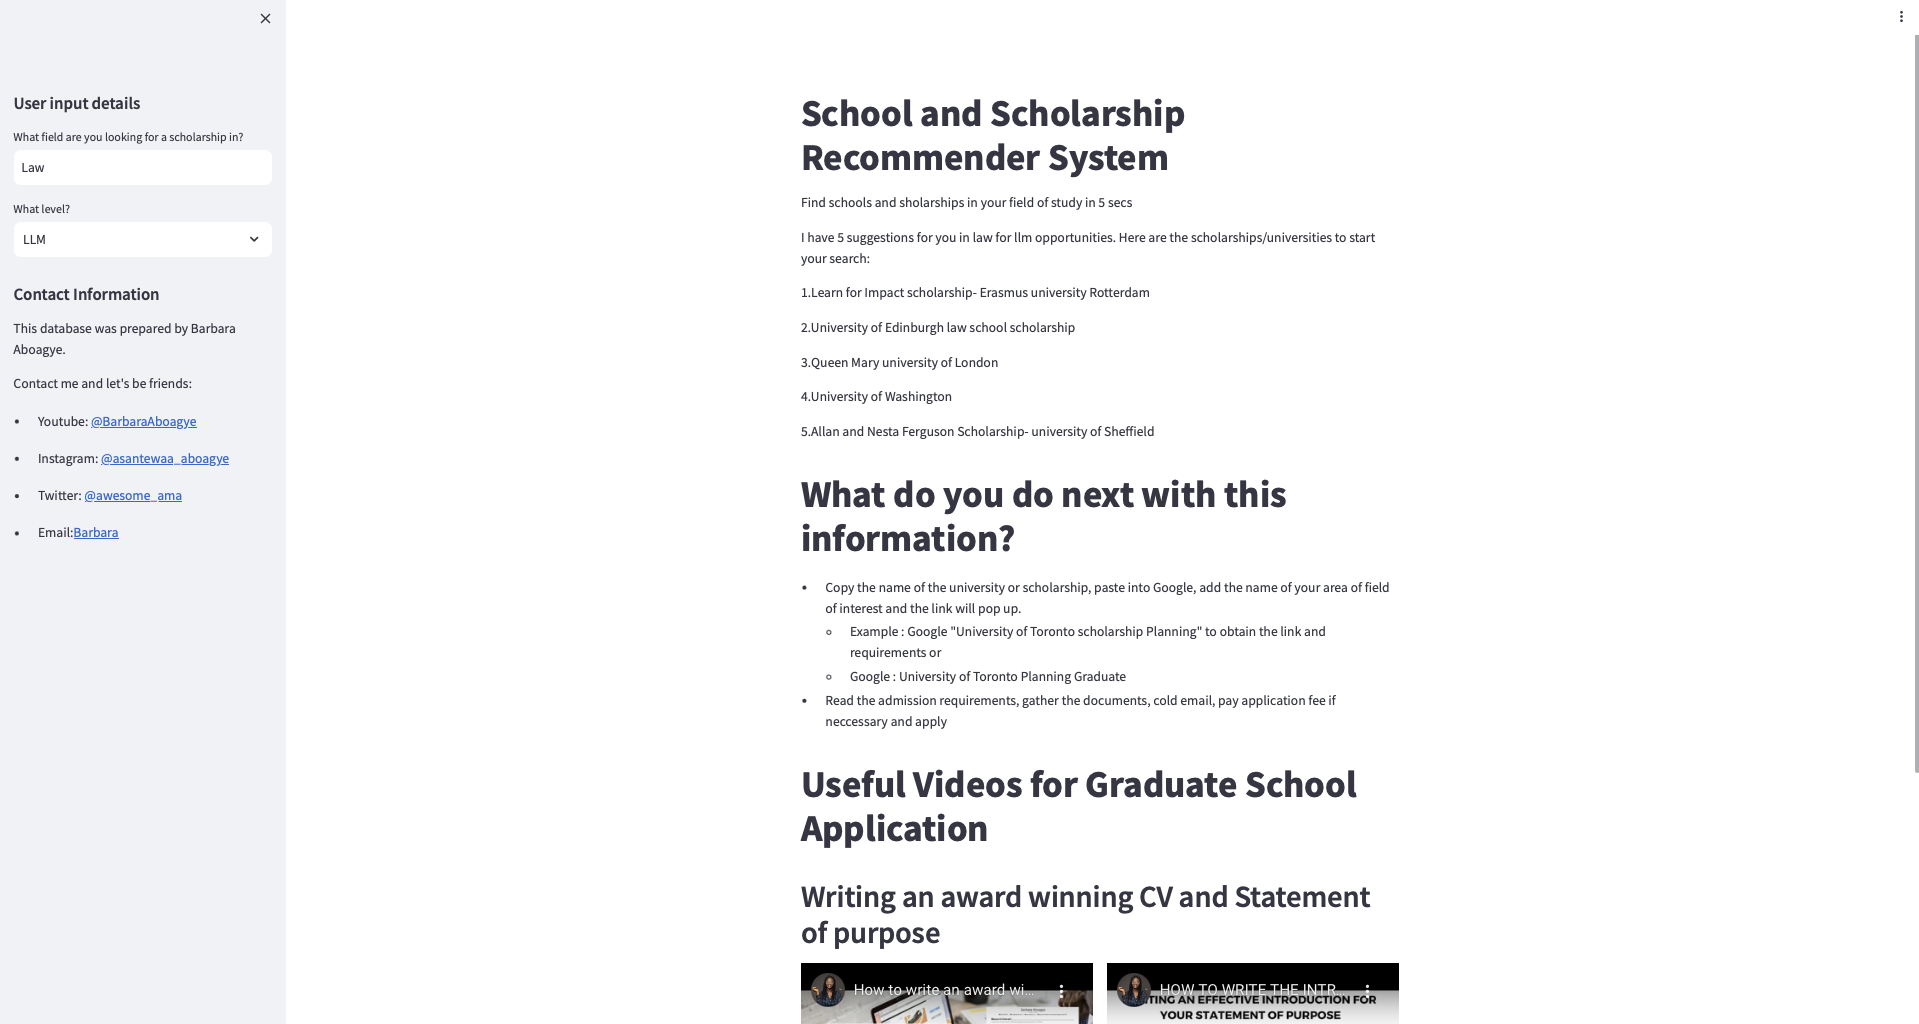 User input details
What field are you looking for a scholarship in?
Law
What level?
LLM
Contact Information
This database was prepared by Barbara
Aboagye.
Contact me and let's be friends:
• Youtube: @BarbaraAboagye
• Instagram: @asantewaa_aboagye
• Twitter: @awesome_ama
• Email:Barbara
School and Scholarship
Recommender System
Find schools and sholarships in your field of study in 5 secs
I have 5 suggestions for you in law for llm opportunities. Here are the scholarships/universities to start
your search:
1.Learn for Impact scholarship- Erasmus university Rotterdam
2.University of Edinburgh law school scholarship
3.Queen Mary university of London
4.University of Washington
5.Allan and Nesta Ferguson Scholarship- university of Sheffield
What do you do next with this
information?
• Copy the name of the university or scholarship, paste into Google, add the name of your area of field
of interest and the link will pop up.
◦ Example : Google "University of Toronto scholarship Planning" to obtain the link and
requirements or
◦ Google : University of Toronto Planning Graduate
• Read the admission requirements, gather the documents, cold email, pay application fee if
neccessary and apply
Useful Videos for Graduate School
Application
Writing an award winning CV and Statement
of purpose
How to write an award wi...
HOW TO WRITE THE INTR...
TING AN EFFECTIVE INTRODUCTION FOR
YOUR STATEMENT OF PURPOSE